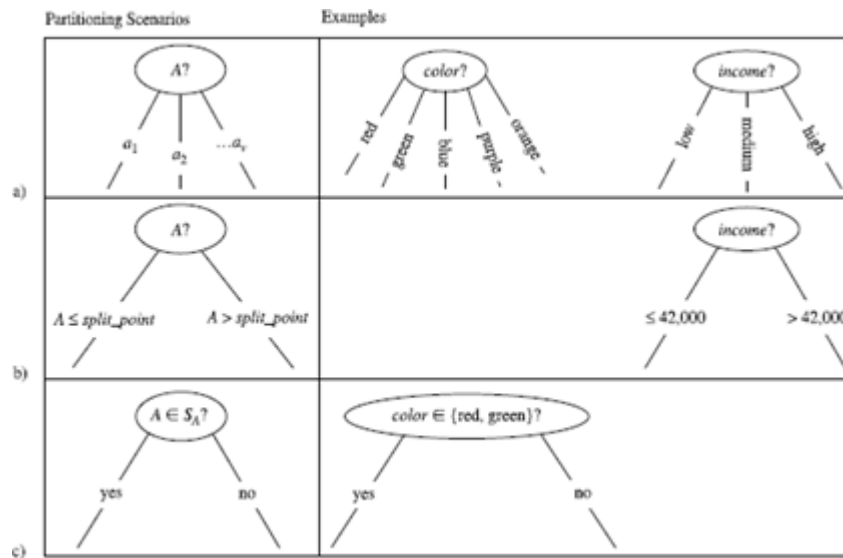 Partitioning Scenarios Examples
A? color? income?
a₁ a₂ ...aᵥ red green blue purple orange low medium high
a)
A? income?
A ≤ split_point A > split_point ≤ 42,000 > 42,000
b)
A ∈ S_A? color ∈ {red, green}?
yes no yes no
c)